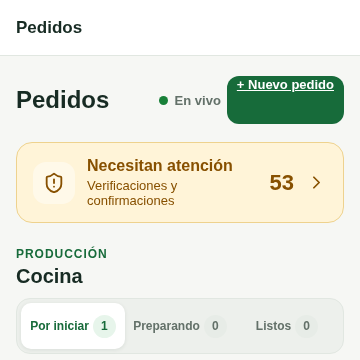 Pedidos
Pedidos
En vivo
+ Nuevo pedido
Necesitan atención
Verificaciones y
confirmaciones
53
PRODUCCIÓN
Cocina
Por iniciar 1
Preparando 0
Listos 0